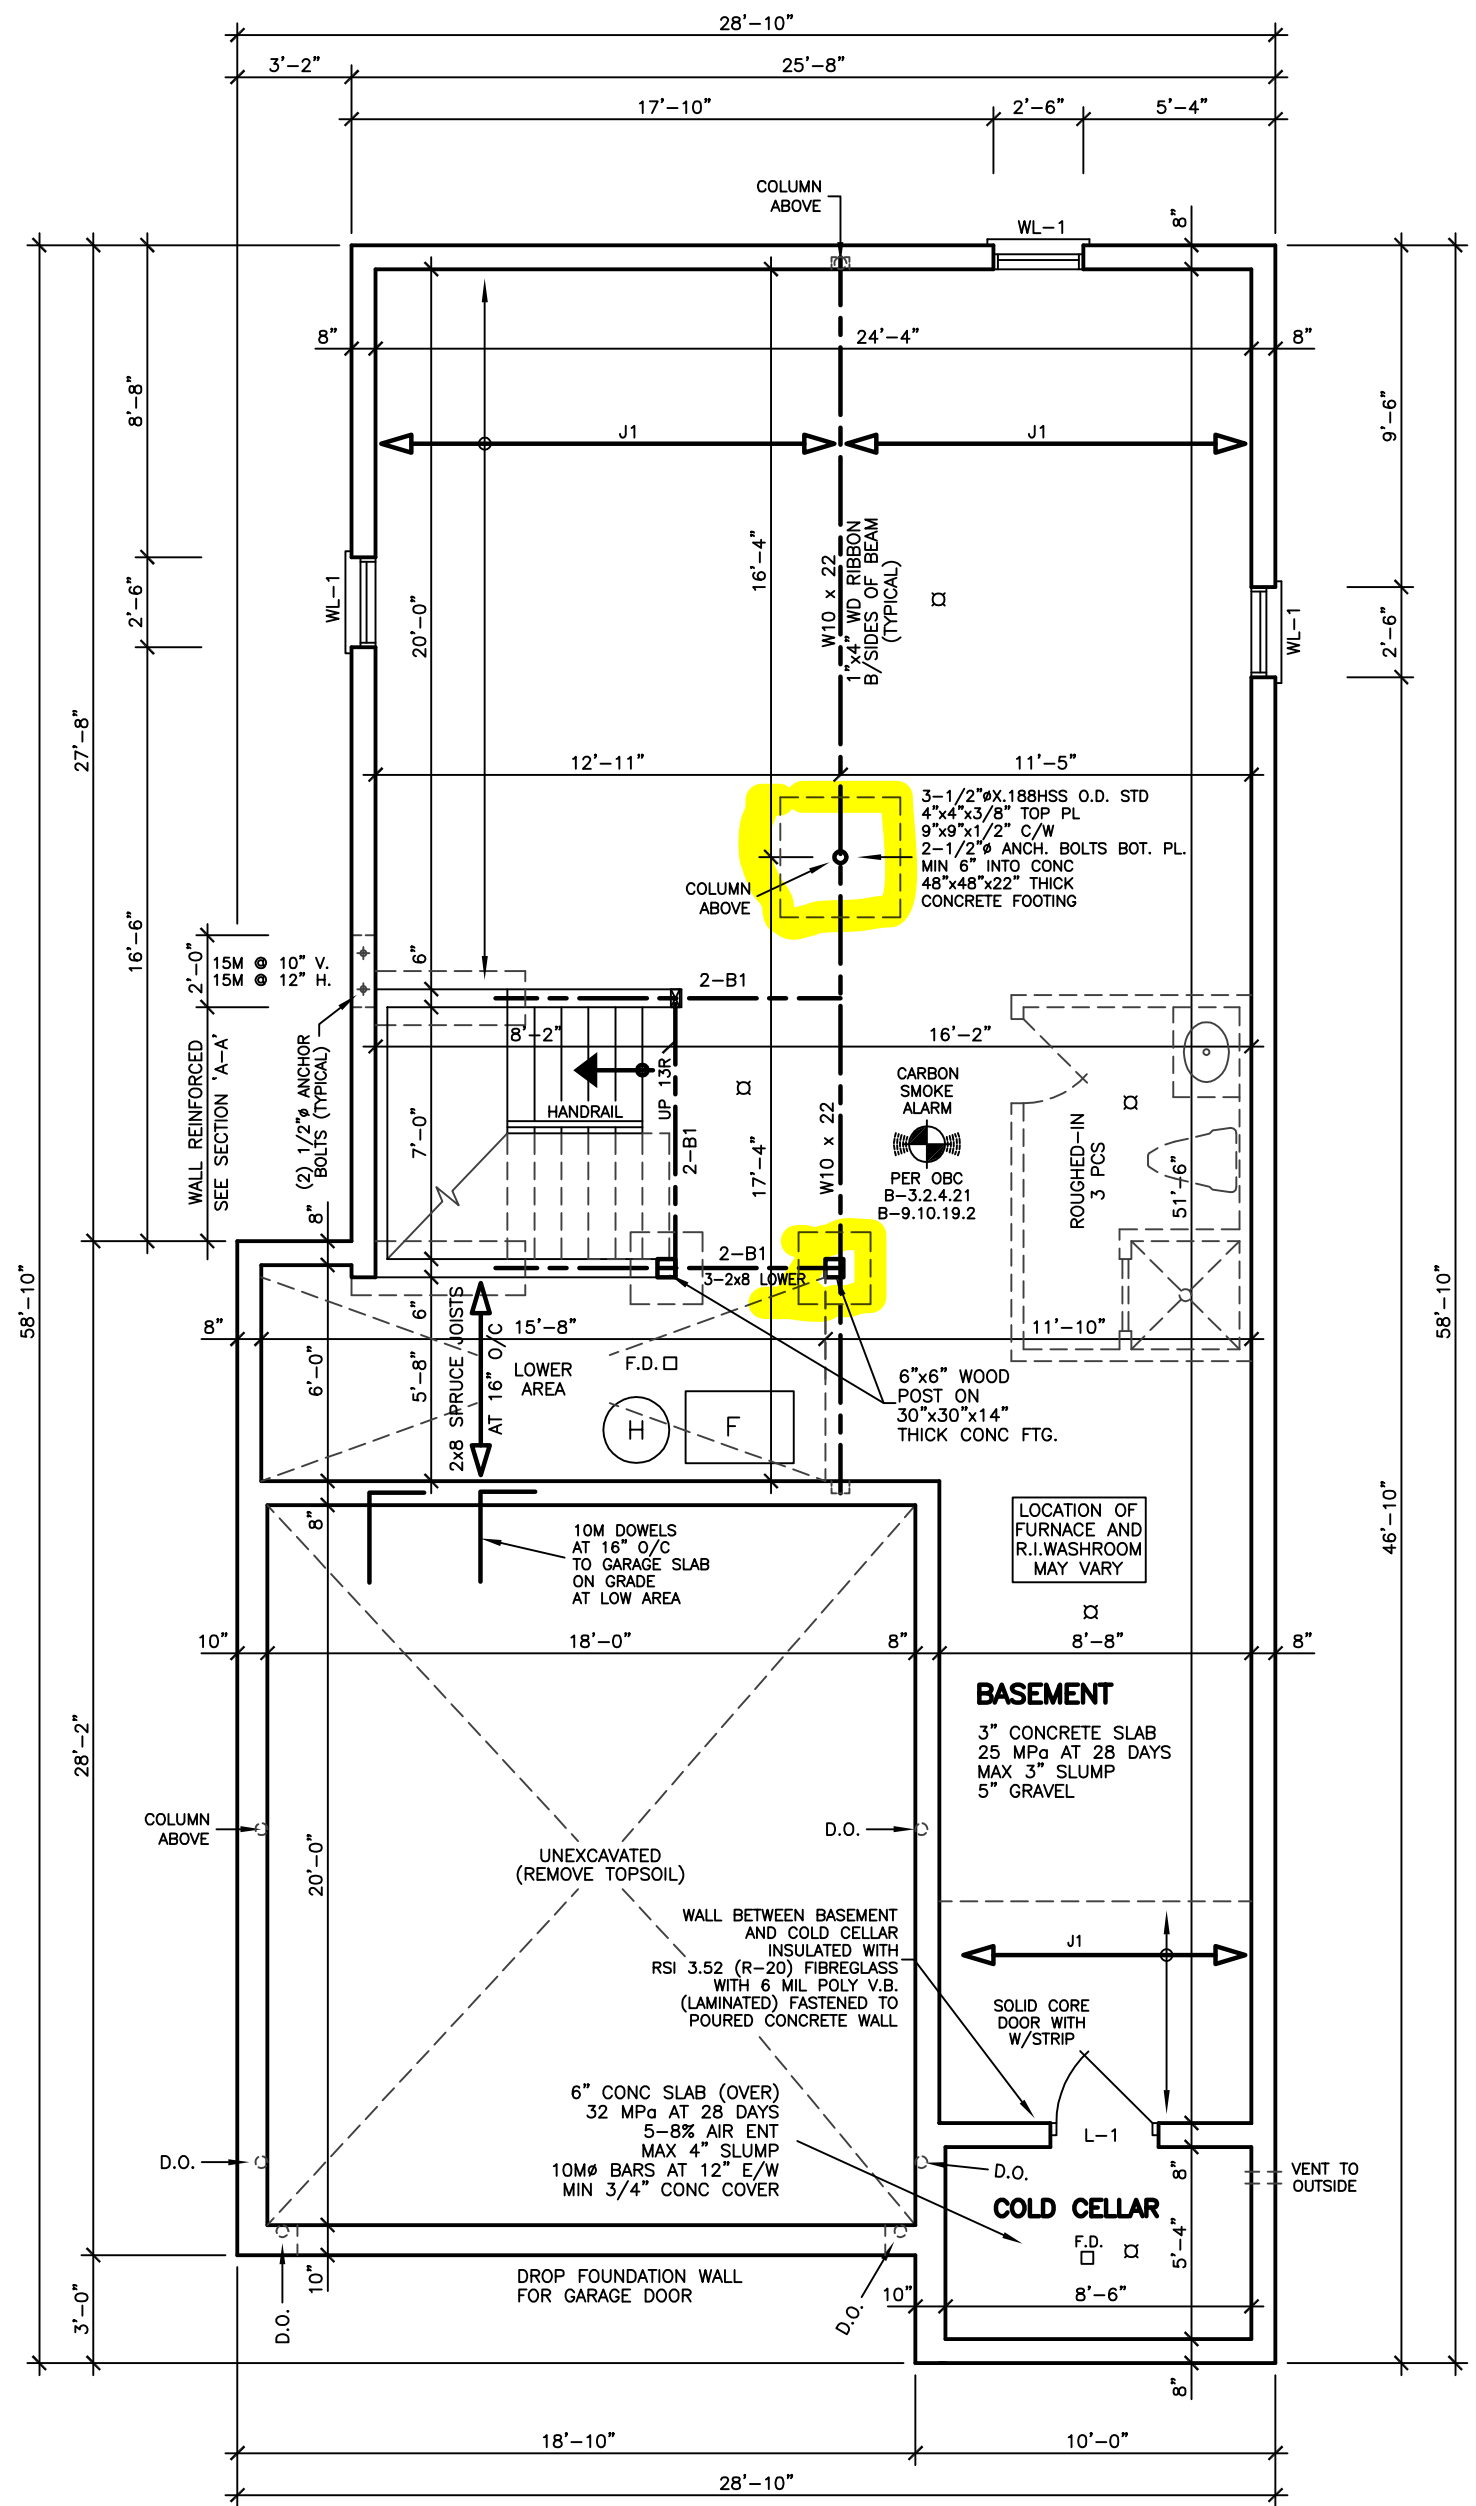 28'-10"
3'-2"
25'-8"
17'-10"
2'-6"
5'-4"
COLUMN
ABOVE
WL-1
8"
8"
24'-4"
8"
8'-8"
9'-6"
J1
J1
16'-4"
W10 x 22
1"x4" WD RIBBON
B/SIDES OF BEAM
(TYPICAL)
WL-1
2'-6"
20'-0"
WL-1
2'-6"
27'-8"
12'-11"
11'-5"
3-1/2"øX.188HSS O.D. STD
4"x4"x3/8" TOP PL
9"x9"x1/2" C/W
2-1/2"ø ANCH. BOLTS BOT. PL.
MIN 6" INTO CONC
48"x48"x22" THICK
CONCRETE FOOTING
COLUMN
ABOVE
16'-6"
2'-0"
15M @ 10" V.
15M @ 12" H.
6"
2-B1
8'-2"
16'-2"
WALL REINFORCED
SEE SECTION 'A-A'
(2) 1/2"ø ANCHOR
BOLTS (TYPICAL)
UP 13R
HANDRAIL
2-B1
7'-0"
17'-4"
W10 x 22
CARBON
SMOKE
ALARM
PER OBC
B-3.2.4.21
B-9.10.19.2
ROUGHED-IN
3 PCS
51'-6"
8"
2-B1
3-2x8 LOWER
58'-10"
58'-10"
6"
8"
15'-8"
11'-10"
6'-0"
5'-8"
2x8 SPRUCE JOISTS
AT 16" O/C
LOWER
AREA
F.D.
H
F
6"x6" WOOD
POST ON
30"x30"x14"
THICK CONC FTG.
8"
10M DOWELS
AT 16" O/C
TO GARAGE SLAB
ON GRADE
AT LOW AREA
LOCATION OF
FURNACE AND
R.I.WASHROOM
MAY VARY
46'-10"
10"
18'-0"
8"
8'-8"
8"
BASEMENT
3" CONCRETE SLAB
25 MPa AT 28 DAYS
MAX 3" SLUMP
5" GRAVEL
28'-2"
COLUMN
ABOVE
D.O.
20'-0"
UNEXCAVATED
(REMOVE TOPSOIL)
WALL BETWEEN BASEMENT
AND COLD CELLAR
INSULATED WITH
RSI 3.52 (R-20) FIBREGLASS
WITH 6 MIL POLY V.B.
(LAMINATED) FASTENED TO
POURED CONCRETE WALL
J1
SOLID CORE
DOOR WITH
W/STRIP
6" CONC SLAB (OVER)
32 MPa AT 28 DAYS
5-8% AIR ENT
MAX 4" SLUMP
10Mø BARS AT 12" E/W
MIN 3/4" CONC COVER
L-1
D.O.
D.O.
8"
VENT TO
OUTSIDE
COLD CELLAR
F.D.
5'-4"
10"
DROP FOUNDATION WALL
FOR GARAGE DOOR
D.O.
D.O.
10"
8'-6"
3'-0"
8"
18'-10"
10'-0"
28'-10"